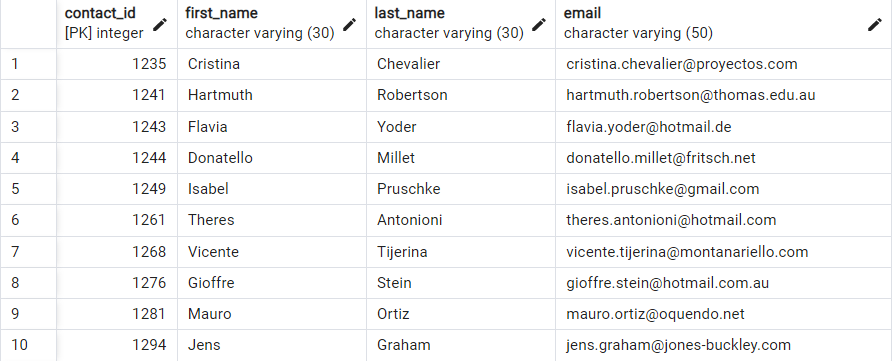 contact_id first_name last_name email
[PK] integer character varying (30) character varying (30) character varying (50)
1 1235 Cristina Chevalier cristina.chevalier@proyectos.com
2 1241 Hartmuth Robertson hartmuth.robertson@thomas.edu.au
3 1243 Flavia Yoder flavia.yoder@hotmail.de
4 1244 Donatello Millet donatello.millet@fritsch.net
5 1249 Isabel Pruschke isabel.pruschke@gmail.com
6 1261 Theres Antonioni theres.antonioni@hotmail.com
7 1268 Vicente Tijerina vicente.tijerina@montanariello.com
8 1276 Gioffre Stein gioffre.stein@hotmail.com.au
9 1281 Mauro Ortiz mauro.ortiz@oquendo.net
10 1294 Jens Graham jens.graham@jones-buckley.com